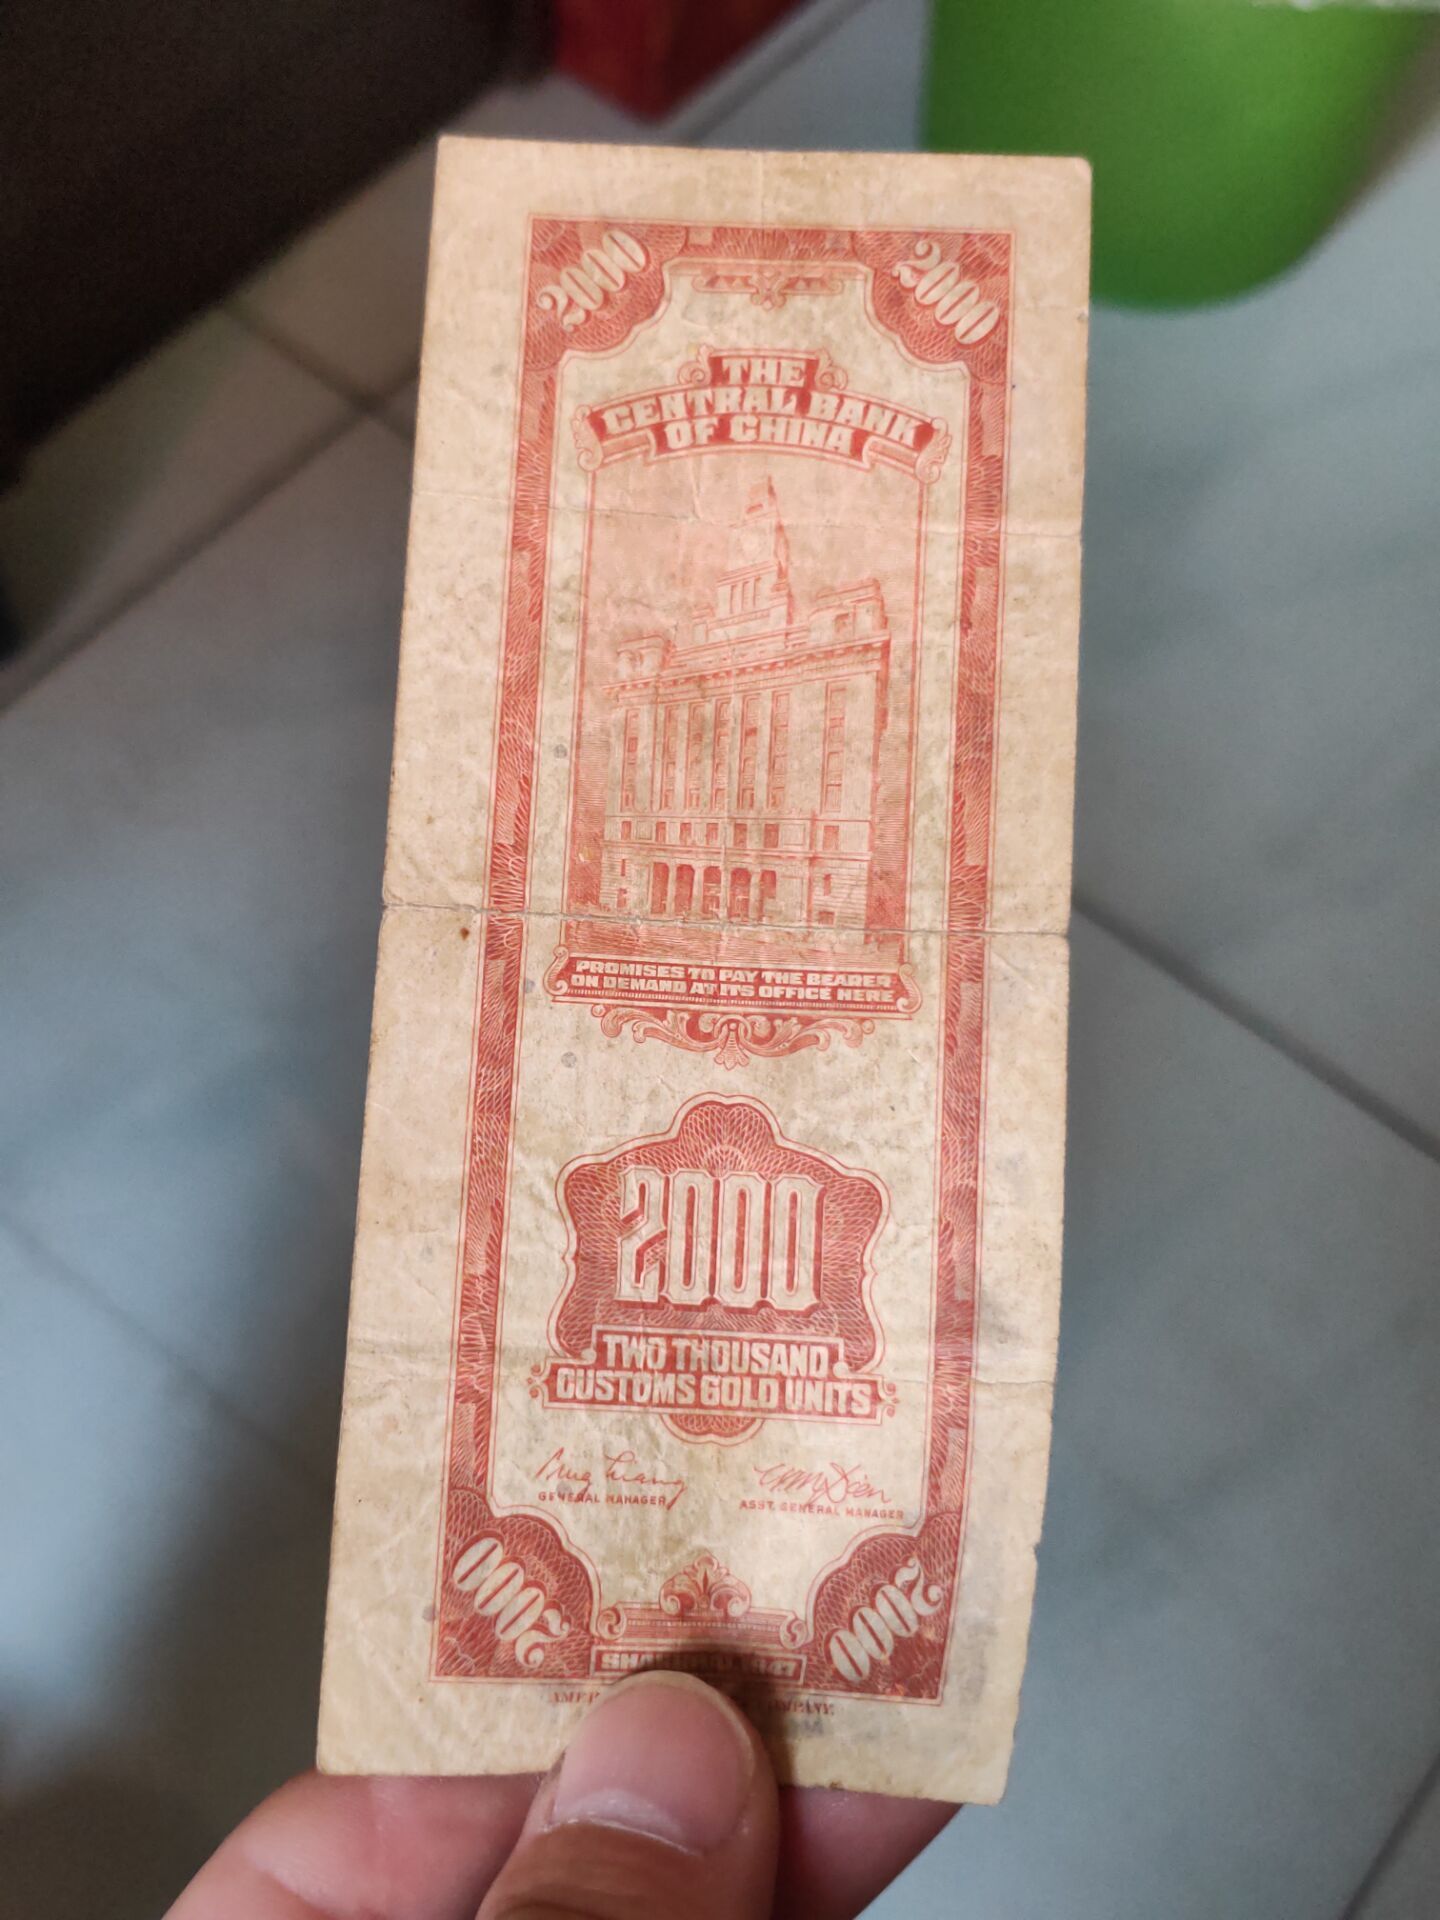 2000 2000
THE
CENTRAL BANK
OF CHINA
PROMISES TO PAY THE BEARER
ON DEMAND AT ITS OFFICE HERE
2000
TWO THOUSAND
CUSTOMS GOLD UNITS
GENERAL MANAGER
ASST. GENERAL MANAGER
2000 2000
COMPANY